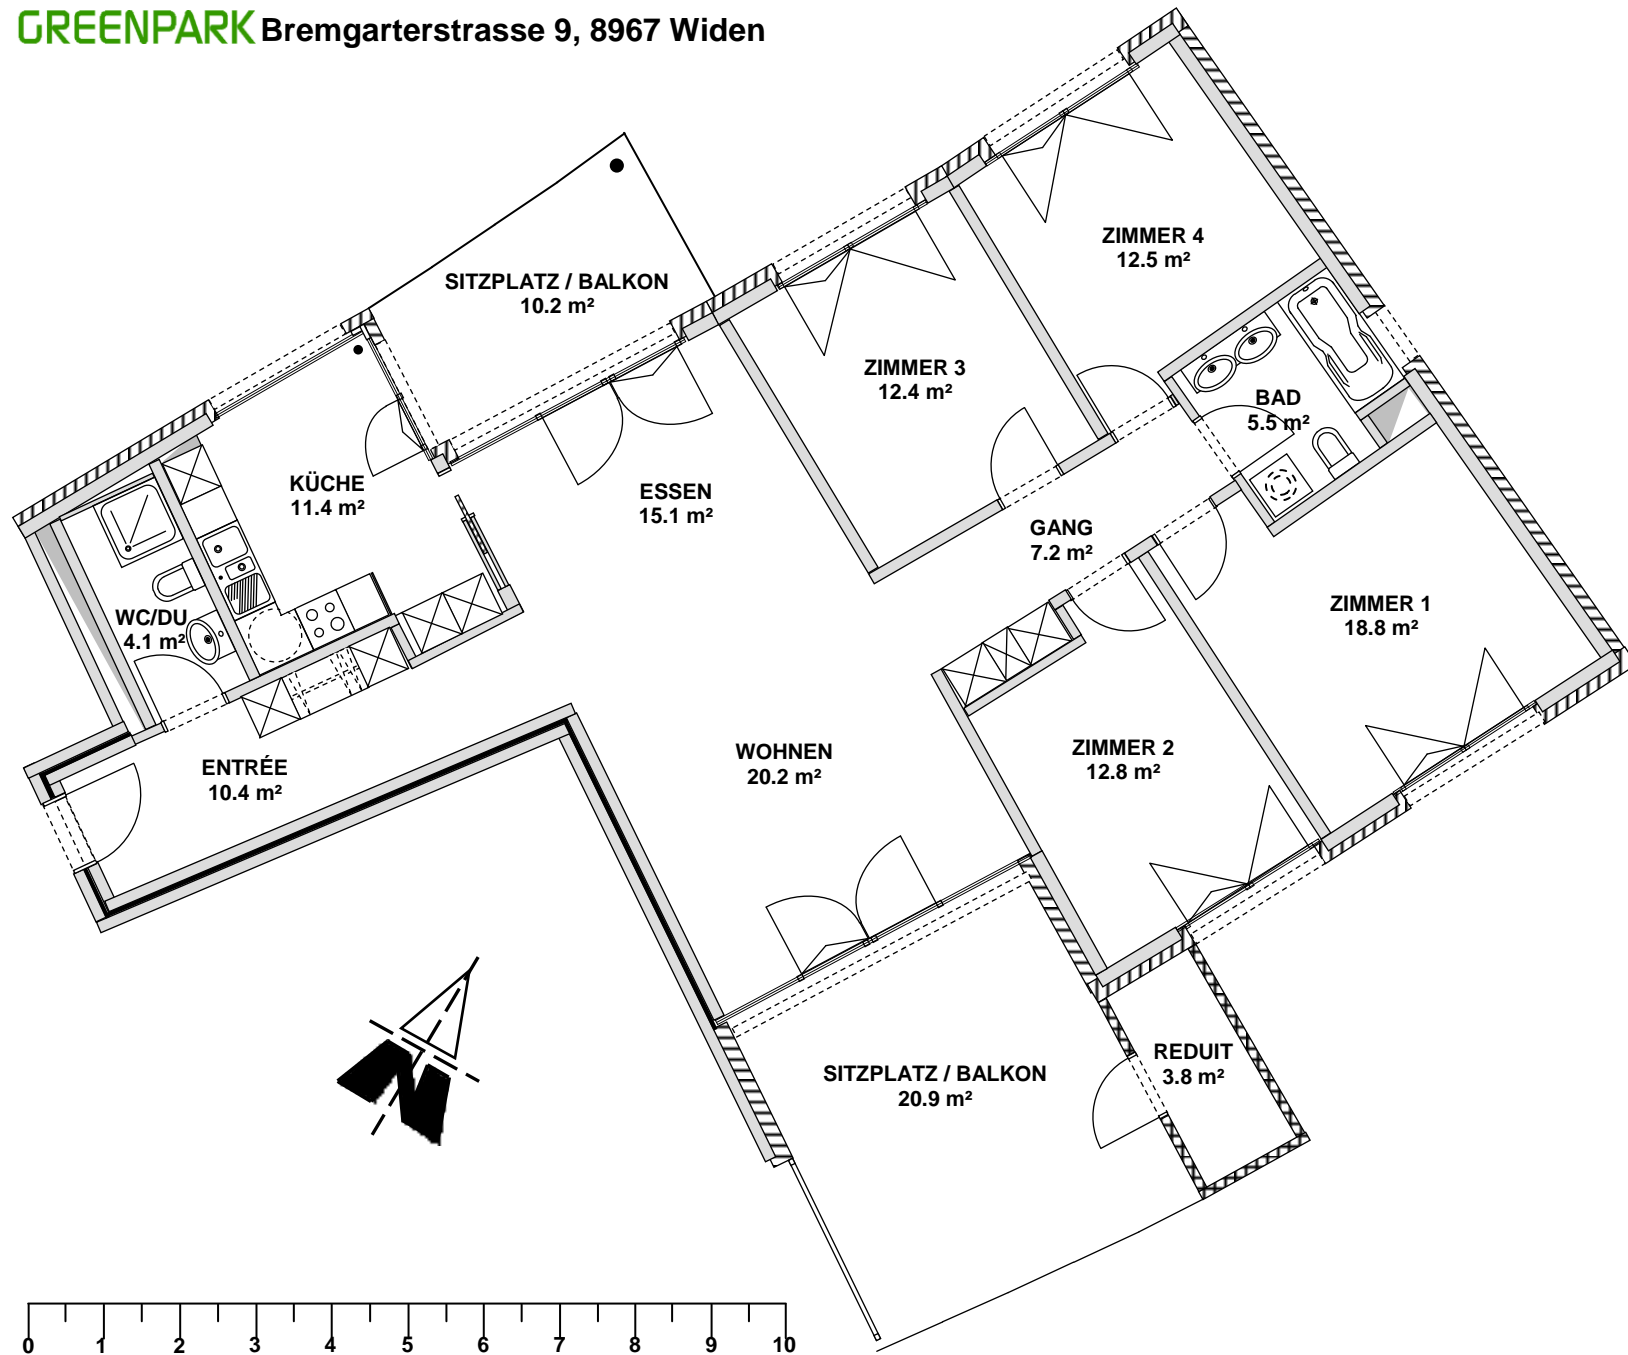 GREENPARK Bremgarterstrasse 9, 8967 Widen
ZIMMER 4
12.5 m²
SITZPLATZ / BALKON
10.2 m²
ZIMMER 3
12.4 m²
BAD
5.5 m²
KÜCHE
11.4 m²
ESSEN
15.1 m²
GANG
7.2 m²
WC/DU
4.1 m²
ZIMMER 1
18.8 m²
ENTRÉE
10.4 m²
WOHNEN
20.2 m²
ZIMMER 2
12.8 m²
N
SITZPLATZ / BALKON
20.9 m²
REDUIT
3.8 m²
0 1 2 3 4 5 6 7 8 9 10